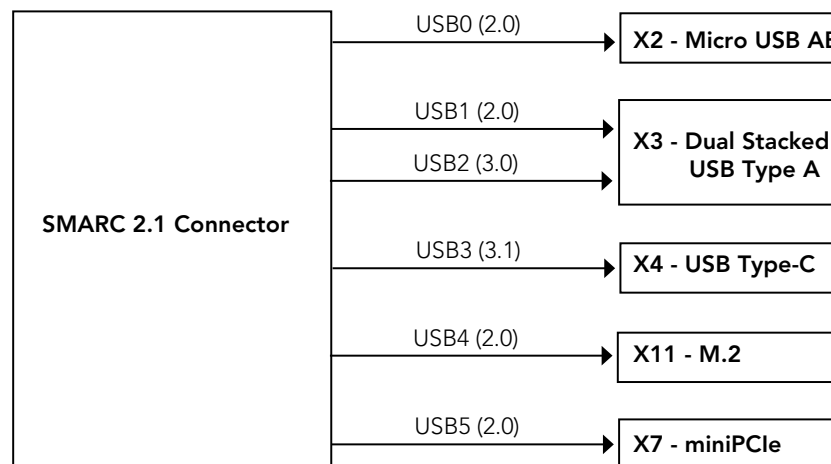 USB0 (2.0)
X2 - Micro USB AB
USB1 (2.0)
X3 - Dual Stacked
USB2 (3.0)
USB Type A
SMARC 2.1 Connector
USB3 (3.1)
X4 - USB Type-C
USB4 (2.0)
X11 - M.2
USB5 (2.0)
X7 - miniPCIe